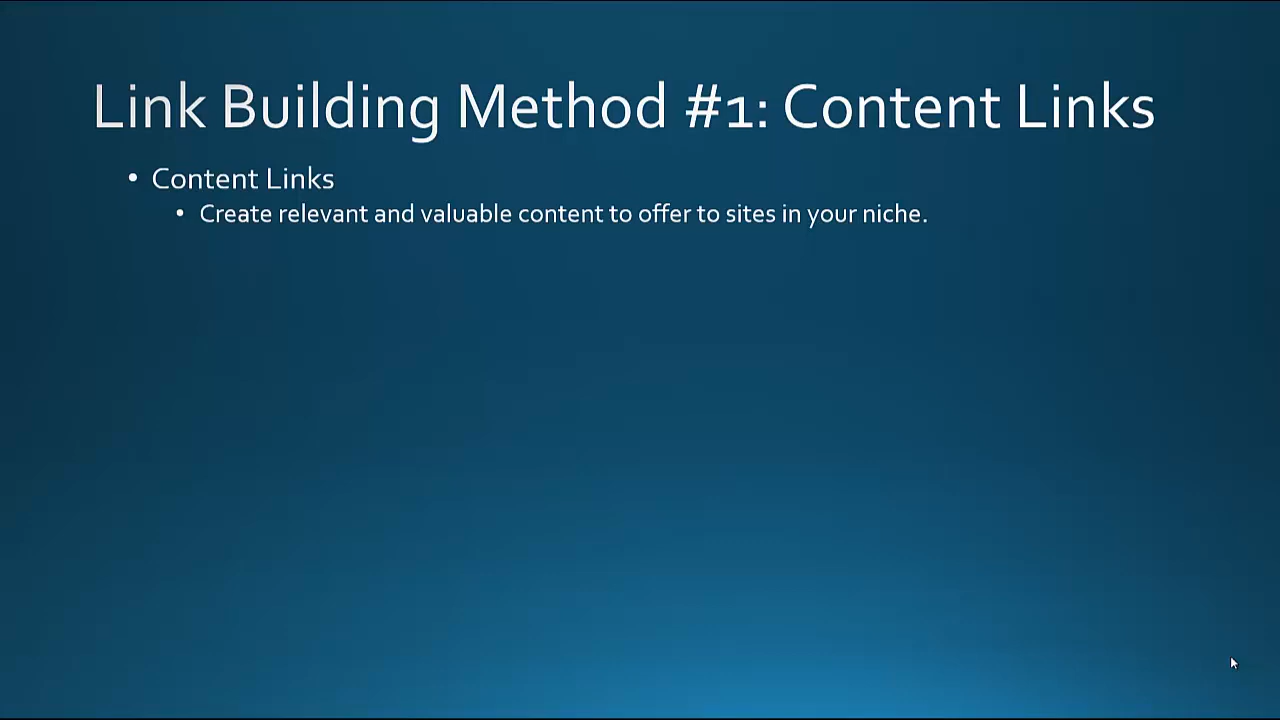 Link Building Method #1: Content Links
• Content Links
• Create relevant and valuable content to offer to sites in your niche.